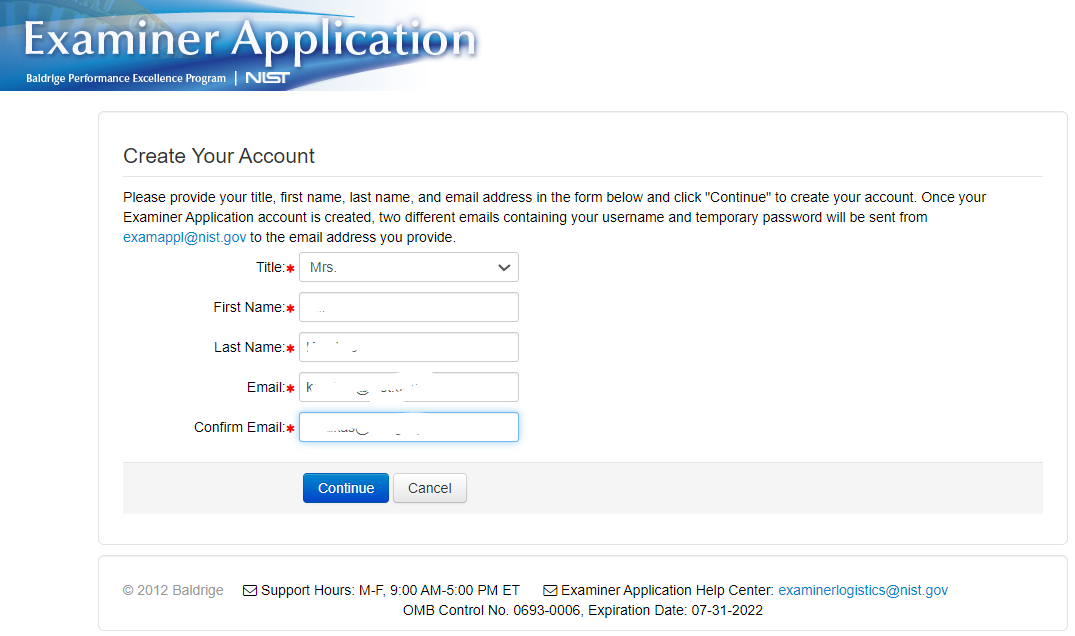 Examiner Application
Baldrige Performance Excellence Program | NIST
Create Your Account
Please provide your title, first name, last name, and email address in the form below and click "Continue" to create your account. Once your
Examiner Application account is created, two different emails containing your username and temporary password will be sent from
examappl@nist.gov to the email address you provide.
Title:* Mrs.
First Name:*
Last Name:*
Email:*
Confirm Email:*
Continue Cancel
© 2012 Baldrige Support Hours: M-F, 9:00 AM-5:00 PM ET Examiner Application Help Center: examinerlogistics@nist.gov
OMB Control No. 0693-0006, Expiration Date: 07-31-2022